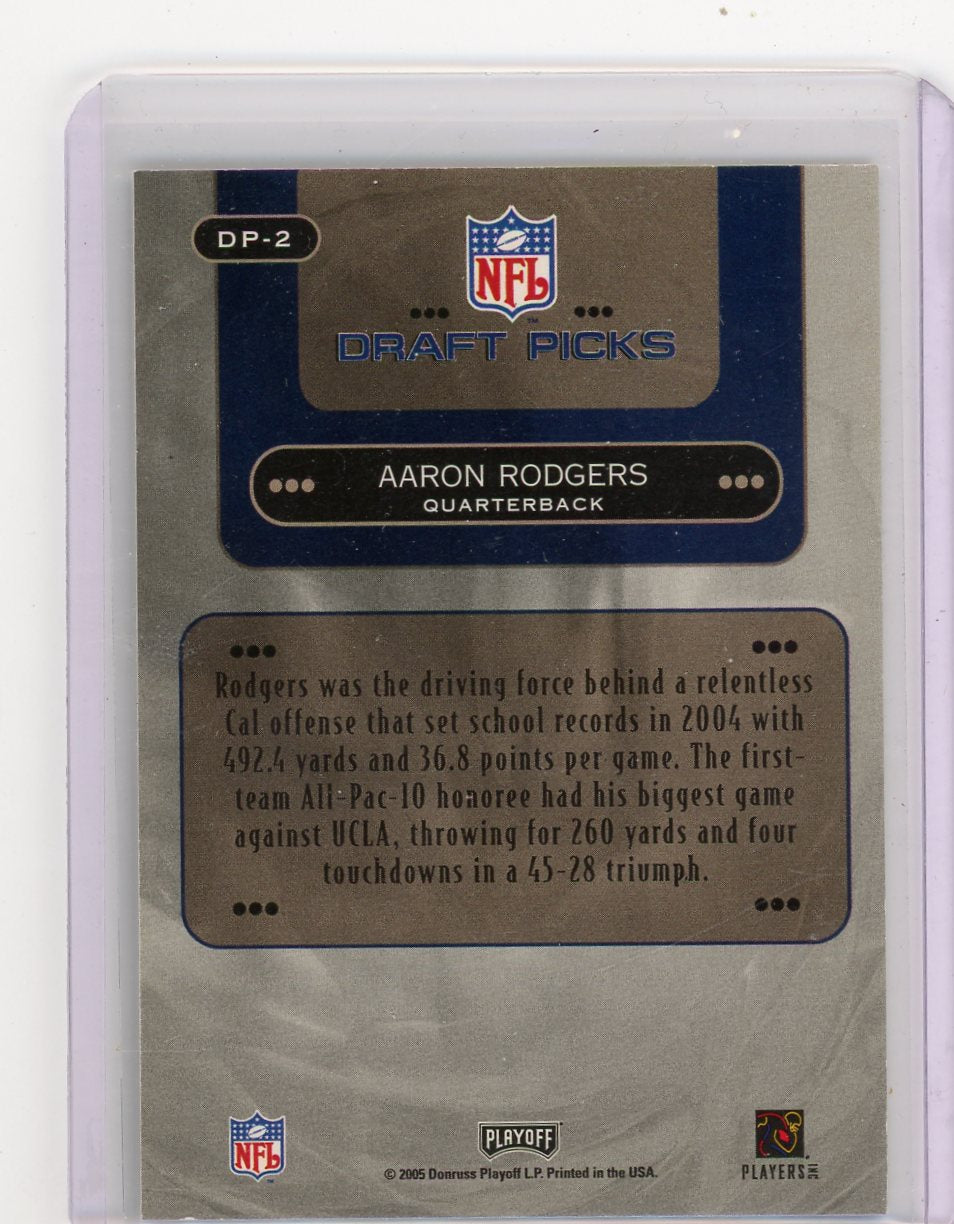 DP-2
NFL
DRAFT PICKS
AARON RODGERS
QUARTERBACK
Rodgers was the driving force behind a relentless
Cal offense that set school records in 2004 with
492.4 yards and 36.8 points per game. The first-
team All-Pac-10 honoree had his biggest game
against UCLA, throwing for 260 yards and four
touchdowns in a 45-28 triumph.
NFL
PLAYOFF
© 2005 Donruss Playoff L.P. Printed in the USA.
PLAYERS INC